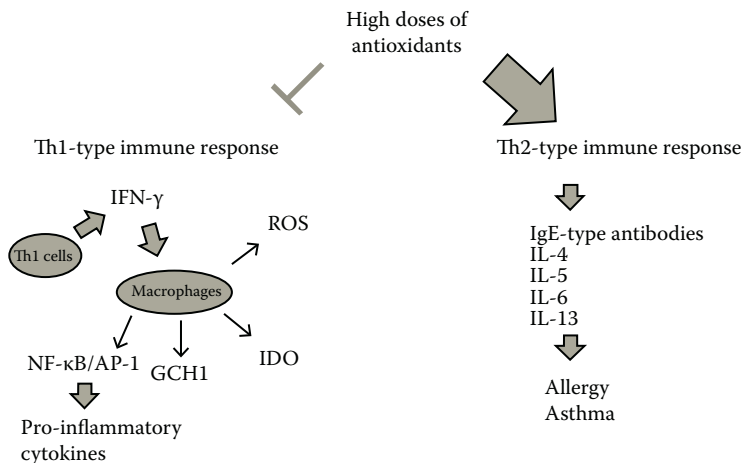 High doses of
antioxidants
Th1-type immune response
Th2-type immune response
IFN-γ
ROS
Th1 cells
Macrophages
NF-κB/AP-1
GCH1
IDO
Pro-inflammatory
cytokines
IgE-type antibodies
IL-4
IL-5
IL-6
IL-13
Allergy
Asthma